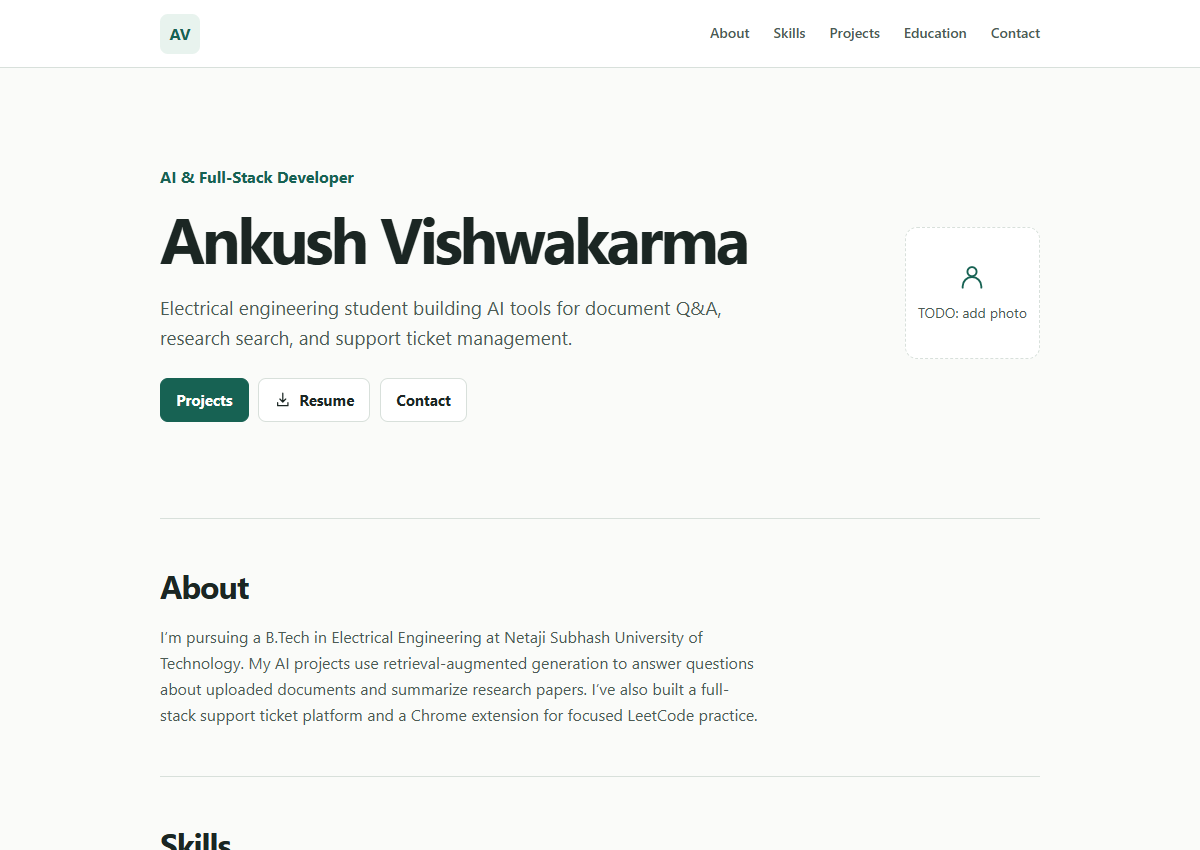 AV
About
Skills
Projects
Education
Contact
AI & Full-Stack Developer
Ankush Vishwakarma
Electrical engineering student building AI tools for document Q&A,
research search, and support ticket management.
TODO: add photo
Projects
Resume
Contact
About
I’m pursuing a B.Tech in Electrical Engineering at Netaji Subhash University of
Technology. My AI projects use retrieval-augmented generation to answer questions
about uploaded documents and summarize research papers. I’ve also built a full-
stack support ticket platform and a Chrome extension for focused LeetCode practice.
Skills